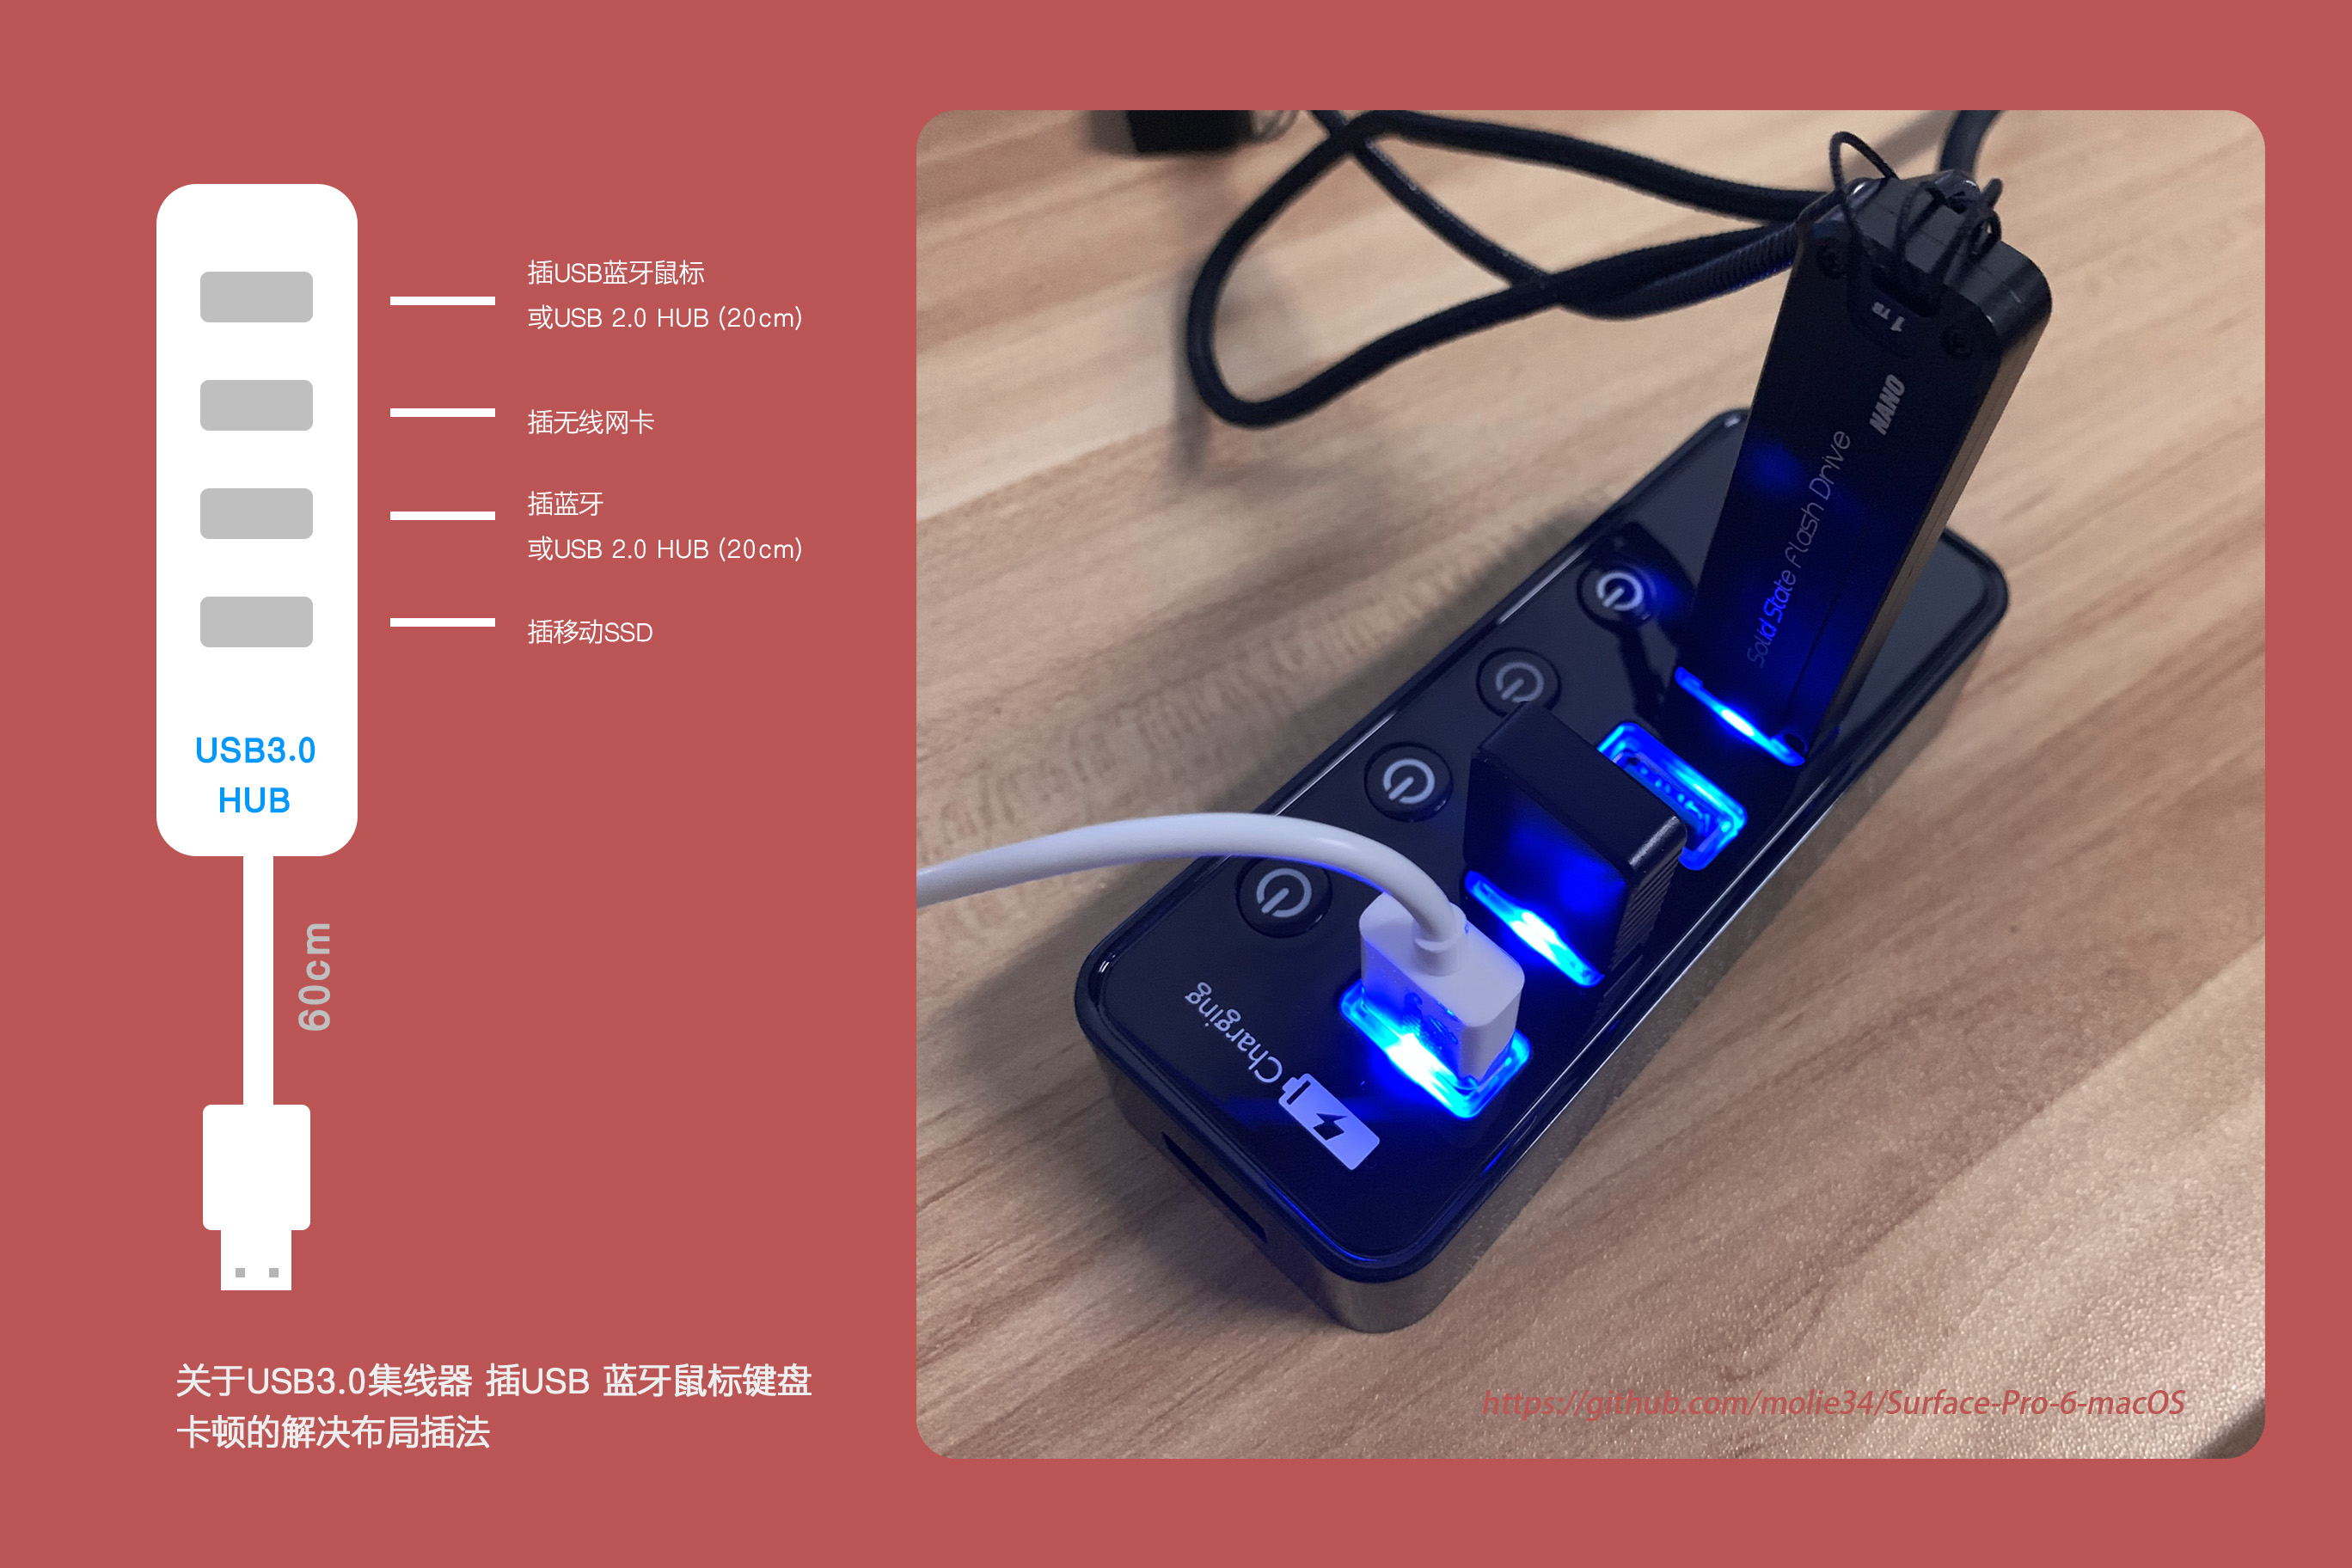 插USB蓝牙鼠标
或USB 2.0 HUB (20cm)
插无线网卡
插蓝牙
或USB 2.0 HUB (20cm)
插移动SSD
USB3.0
HUB
60cm
关于USB3.0集线器 插USB 蓝牙鼠标键盘
卡顿的解决布局插法
1 TB
NANO
Solid State Flash Drive
Charging
https://github.com/molie34/Surface-Pro-6-macOS